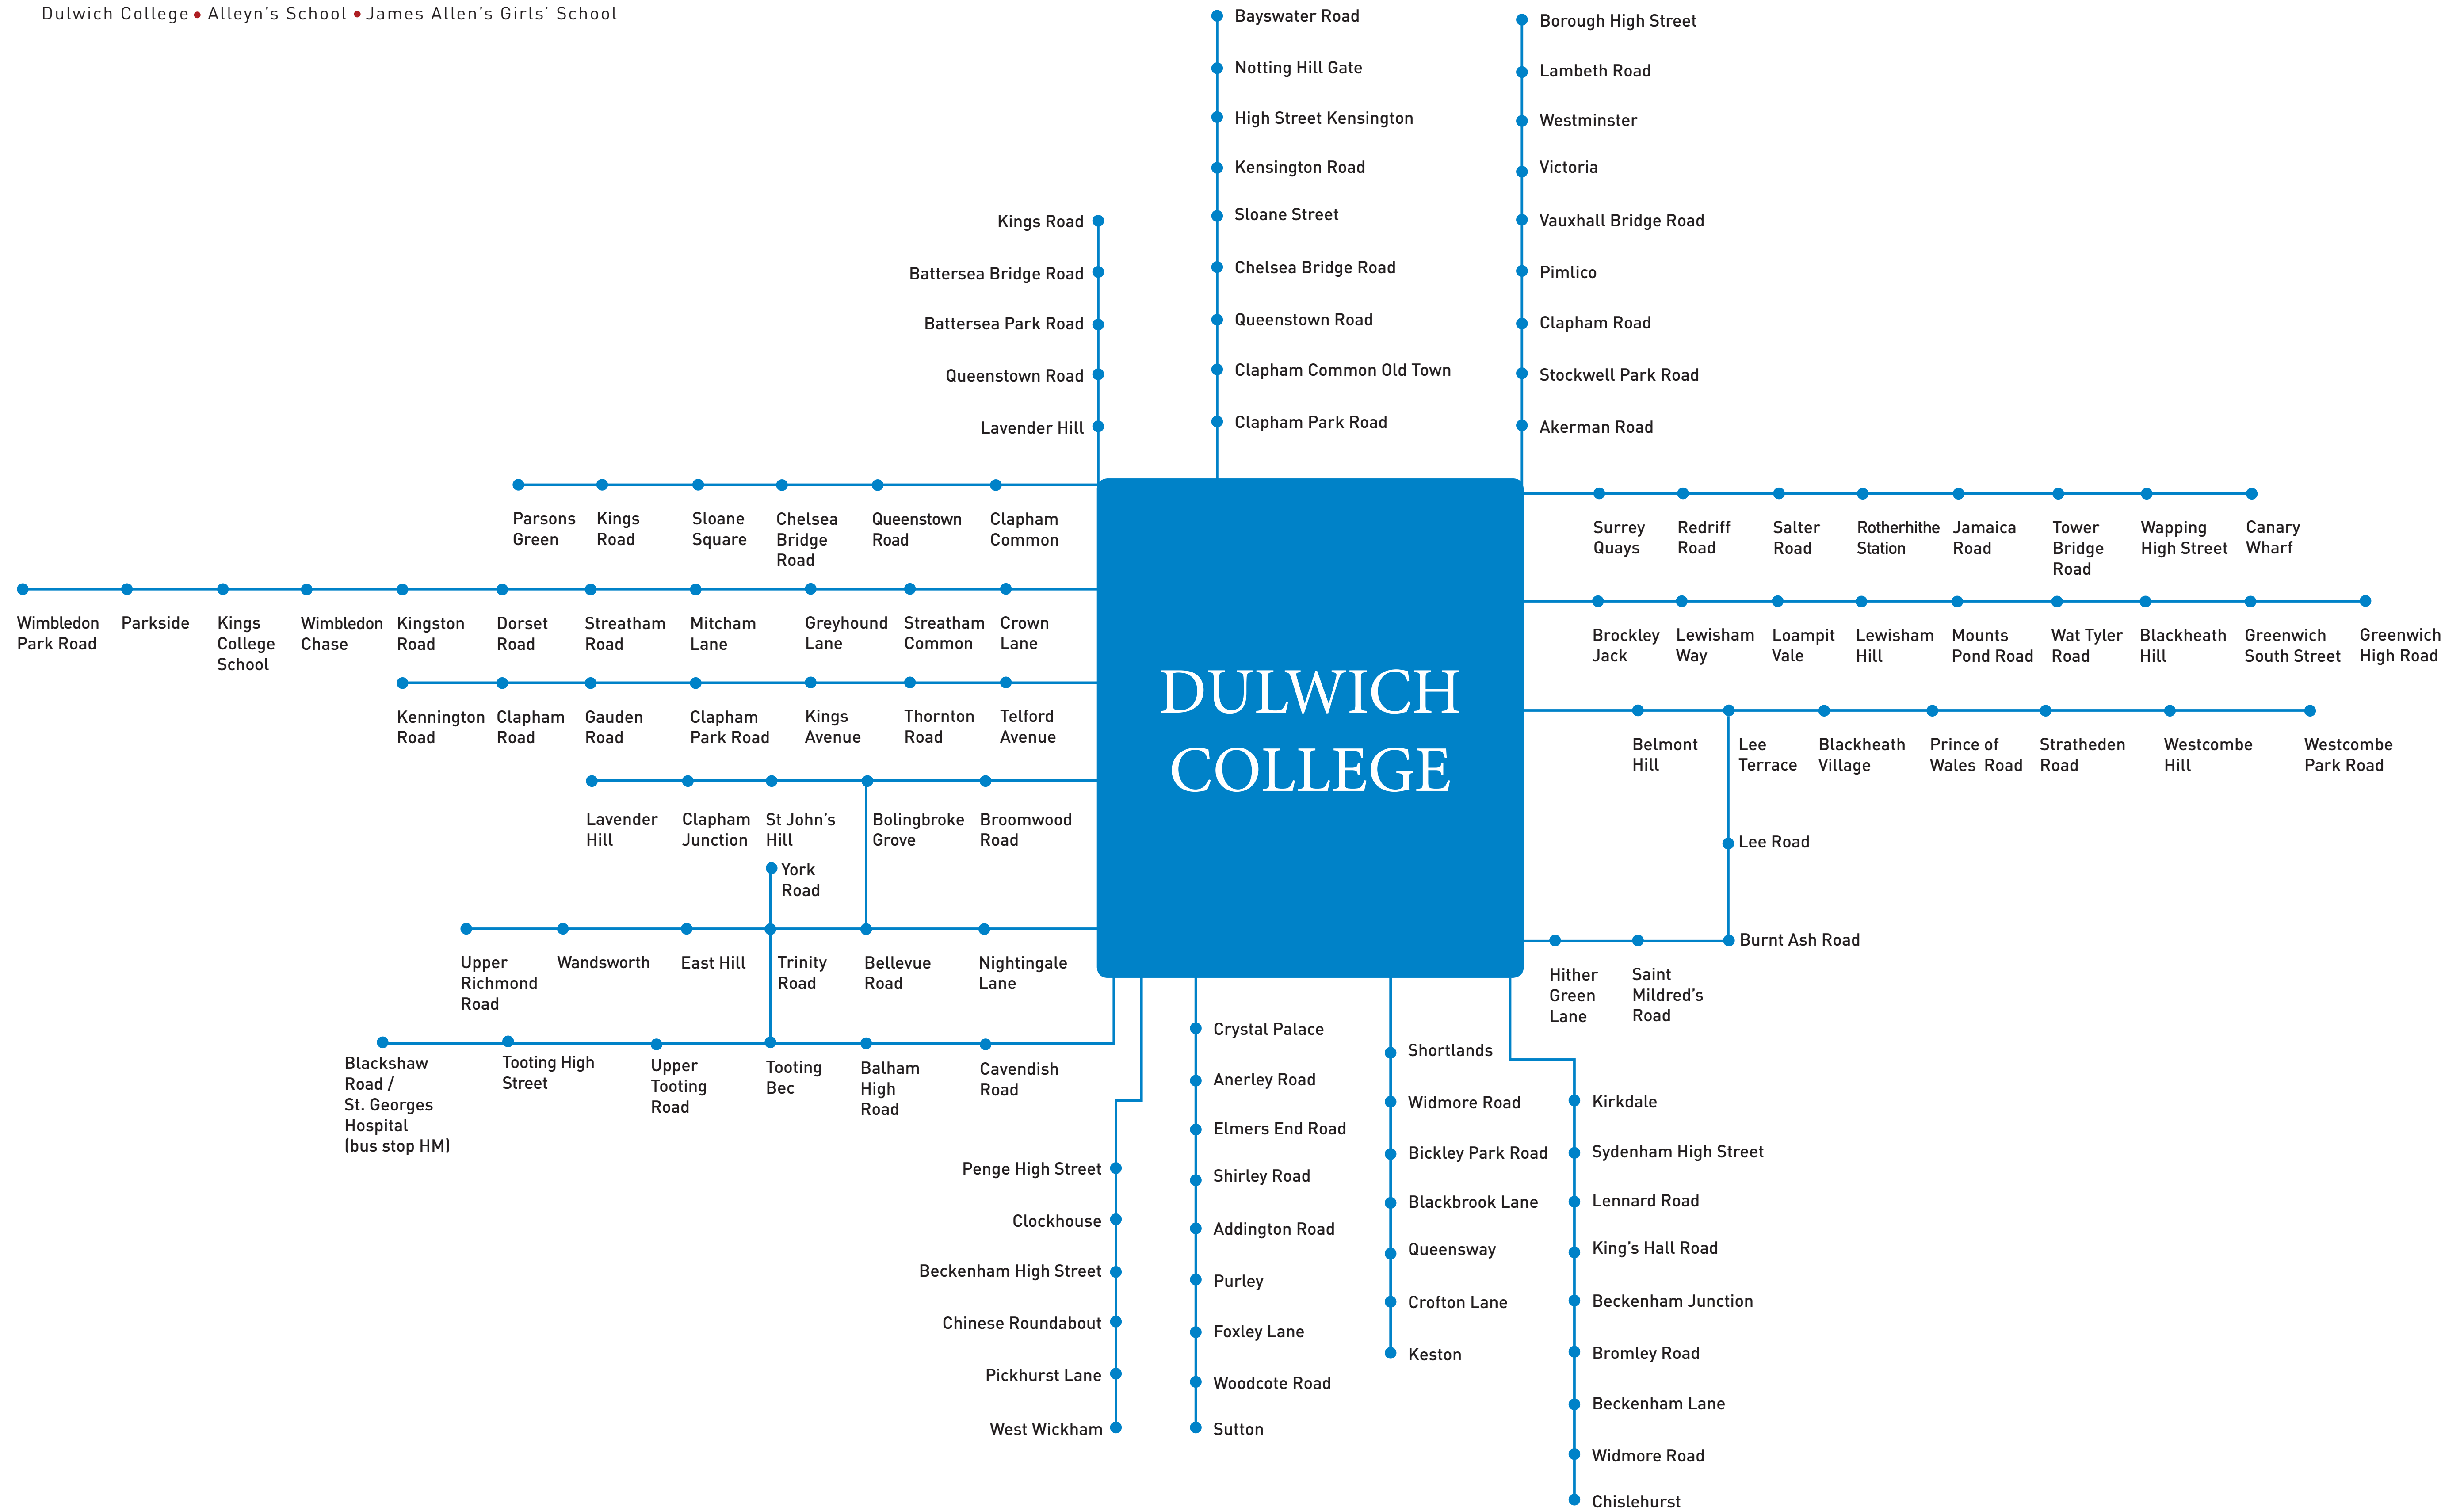 Dulwich College • Alleyn's School • James Allen's Girls' School
Bayswater Road
Notting Hill Gate
High Street Kensington
Kensington Road
Sloane Street
Chelsea Bridge Road
Queenstown Road
Clapham Common Old Town
Clapham Park Road
Borough High Street
Lambeth Road
Westminster
Victoria
Vauxhall Bridge Road
Pimlico
Clapham Road
Stockwell Park Road
Akerman Road
Kings Road
Battersea Bridge Road
Battersea Park Road
Queenstown Road
Lavender Hill
Parsons
Green
Kings
Road
Sloane
Square
Chelsea
Bridge
Road
Queenstown
Road
Clapham
Common
Wimbledon
Park Road
Parkside
Kings
College
School
Wimbledon
Chase
Kingston
Road
Dorset
Road
Streatham
Road
Mitcham
Lane
Greyhound
Lane
Streatham
Common
Crown
Lane
Kennington
Road
Clapham
Road
Gauden
Road
Clapham
Park Road
Kings
Avenue
Thornton
Road
Telford
Avenue
Lavender
Hill
Clapham
Junction
St John's
Hill
Bolingbroke
Grove
Broomwood
Road
York
Road
Upper
Richmond
Road
Wandsworth
East Hill
Trinity
Road
Bellevue
Road
Nightingale
Lane
Blackshaw
Road /
St. Georges
Hospital
(bus stop HM)
Tooting High
Street
Upper
Tooting
Road
Tooting
Bec
Balham
High
Road
Cavendish
Road
DULWICH
COLLEGE
Surrey
Quays
Redriff
Road
Salter
Road
Rotherhithe
Station
Jamaica
Road
Tower
Bridge
Road
Wapping
High Street
Canary
Wharf
Brockley
Jack
Lewisham
Way
Loampit
Vale
Lewisham
Hill
Mounts
Pond Road
Wat Tyler
Road
Blackheath
Hill
Greenwich
South Street
Greenwich
High Road
Belmont
Hill
Lee
Terrace
Blackheath
Village
Prince of
Wales Road
Stratheden
Road
Westcombe
Hill
Westcombe
Park Road
Lee Road
Burnt Ash Road
Hither
Green
Lane
Saint
Mildred's
Road
Penge High Street
Clockhouse
Beckenham High Street
Chinese Roundabout
Pickhurst Lane
West Wickham
Crystal Palace
Anerley Road
Elmers End Road
Shirley Road
Addington Road
Purley
Foxley Lane
Woodcote Road
Sutton
Shortlands
Widmore Road
Bickley Park Road
Blackbrook Lane
Queensway
Crofton Lane
Keston
Kirkdale
Sydenham High Street
Lennard Road
King's Hall Road
Beckenham Junction
Bromley Road
Beckenham Lane
Widmore Road
Chislehurst